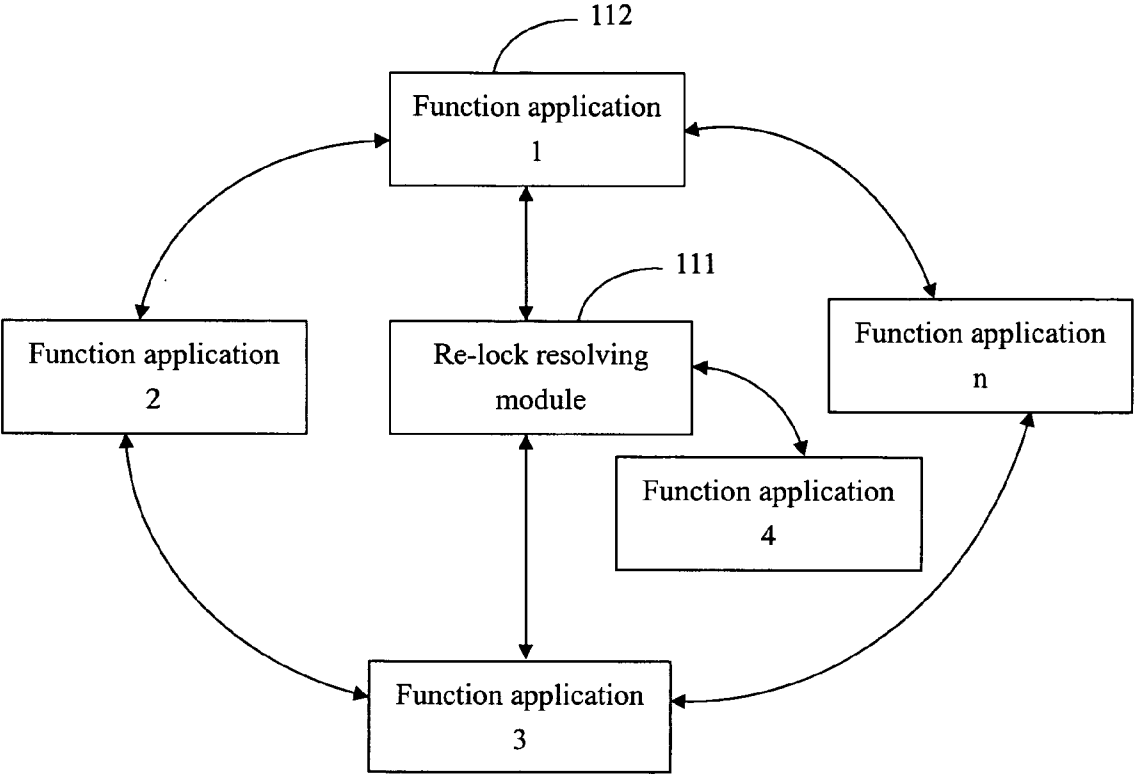 112
Function application
1
111
Function application
2
Re-lock resolving
module
Function application
n
Function application
4
Function application
3